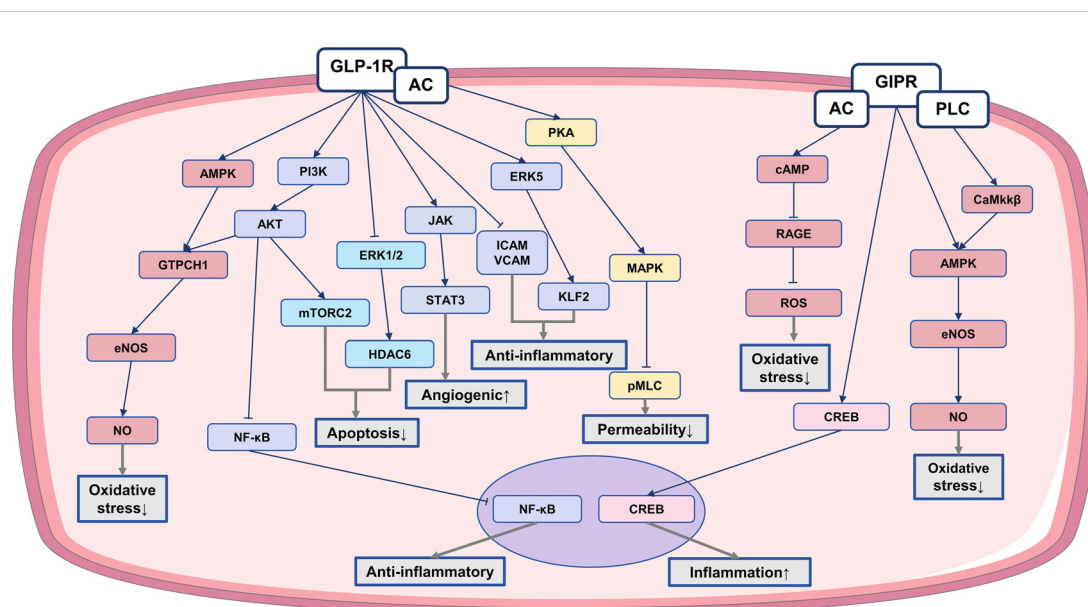 GLP-1R
AC
GIPR
AC
PLC
PKA
AMPK
PI3K
ERK5
cAMP
CaMkkβ
AKT
JAK
ICAM
VCAM
RAGE
GTPCH1
ERK1/2
MAPK
AMPK
mTORC2
STAT3
KLF2
ROS
eNOS
HDAC6
Anti-inflammatory
eNOS
Oxidative
stress↓
Angiogenic↑
pMLC
NO
NF-κB
Apoptosis↓
Permeability↓
CREB
NO
Oxidative
stress↓
Oxidative
stress↓
NF-κB
CREB
Anti-inflammatory
Inflammation↑